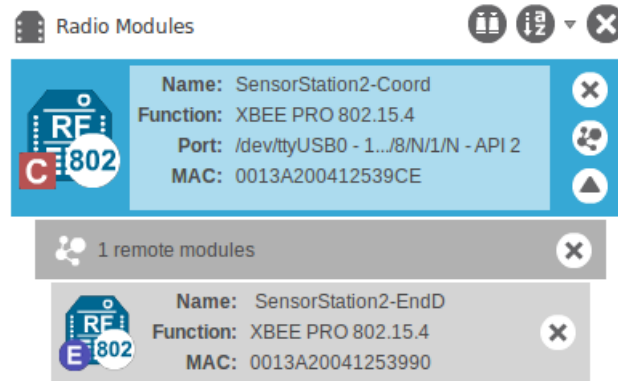 Radio Modules
Name: SensorStation2-Coord
Function: XBEE PRO 802.15.4
Port: /dev/ttyUSB0 - 1.../8/N/1/N - API 2
MAC: 0013A200412539CE
RF
802
C
1 remote modules
Name: SensorStation2-EndD
Function: XBEE PRO 802.15.4
MAC: 0013A20041253990
RF
802
E